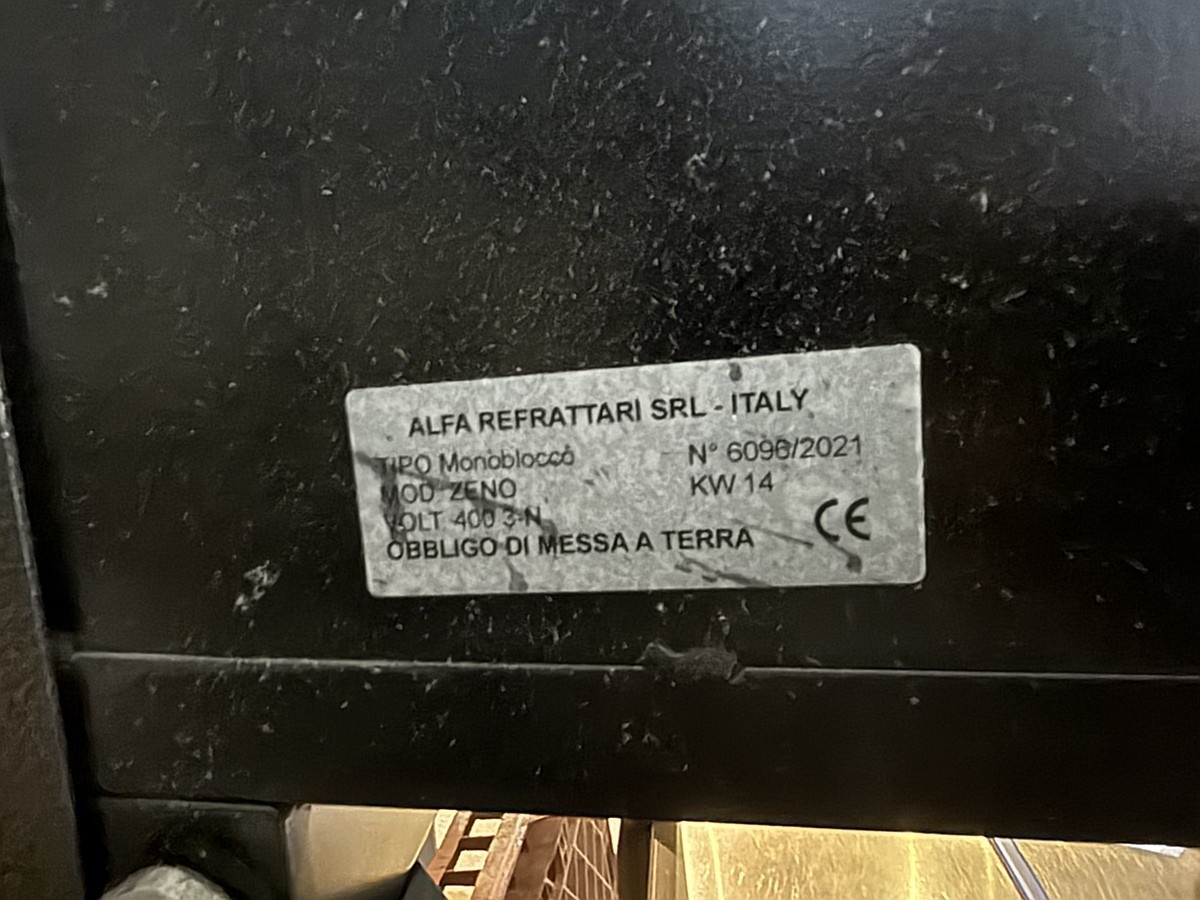 ALFA REFRATTARI SRL - ITALY
TIPO Monoblocco N° 6096/2021
MOD. ZENO KW 14
VOLT. 400 3-N
OBBLIGO DI MESSA A TERRA CE